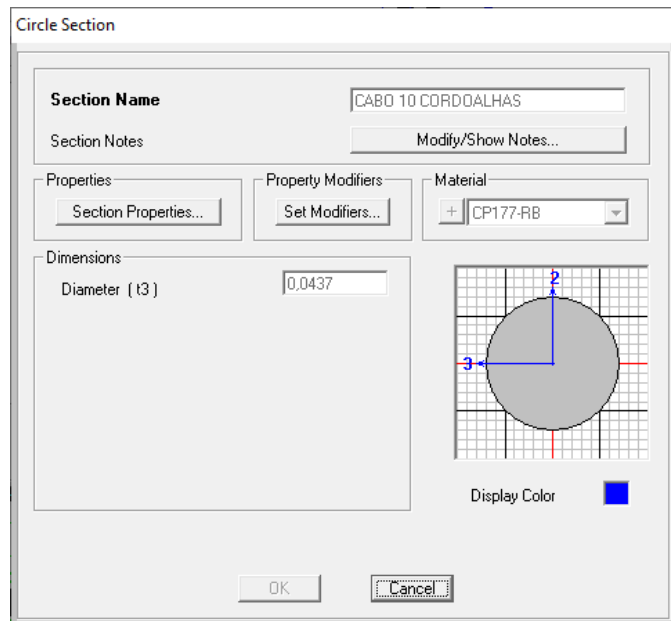 Circle Section
Section Name
CABO 10 CORDOALHAS
Section Notes
Modify/Show Notes...
Properties
Section Properties...
Property Modifiers
Set Modifiers...
Material
+ CP177-RB
Dimensions
Diameter ( t3 )
0,0437
2
3
Display Color
OK
Cancel